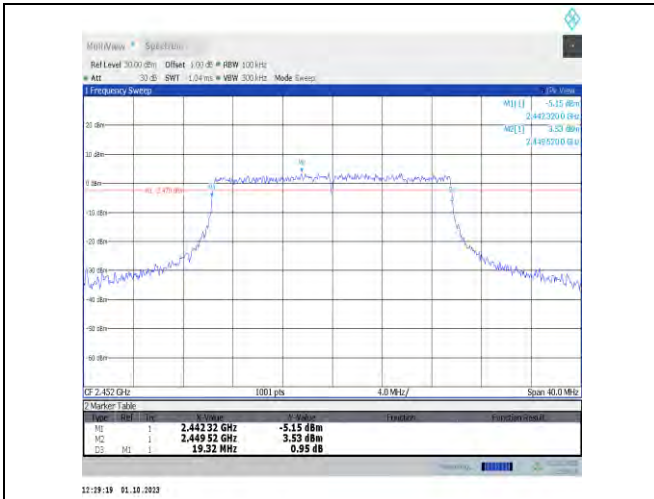 MultiView Spectrum
Ref Level 30.00 dBm Offset 1.00 dB RBW 100 kHz
Att 30 dB SWT 1.04 ms VBW 300 kHz Mode Sweep
1 Frequency Sweep 1Pk View
M1[1] -5.15 dBm
2.4423200 GHz
M2[1] 3.53 dBm
2.4495200 GHz
20 dBm
10 dBm
0 dBm
M2
M1
-10 dBm
-20 dBm
-30 dBm
-40 dBm
-50 dBm
-60 dBm
CF 2.452 GHz 1001 pts 4.0 MHz/ Span 40.0 MHz
2 Marker Table
Type Ref Trc X-Value Y-Value Function Function Result
M1 1 2.442 32 GHz -5.15 dBm
M2 1 2.449 52 GHz 3.53 dBm
D3 M1 1 19.32 MHz 0.95 dB
12:29:19 01.10.2023